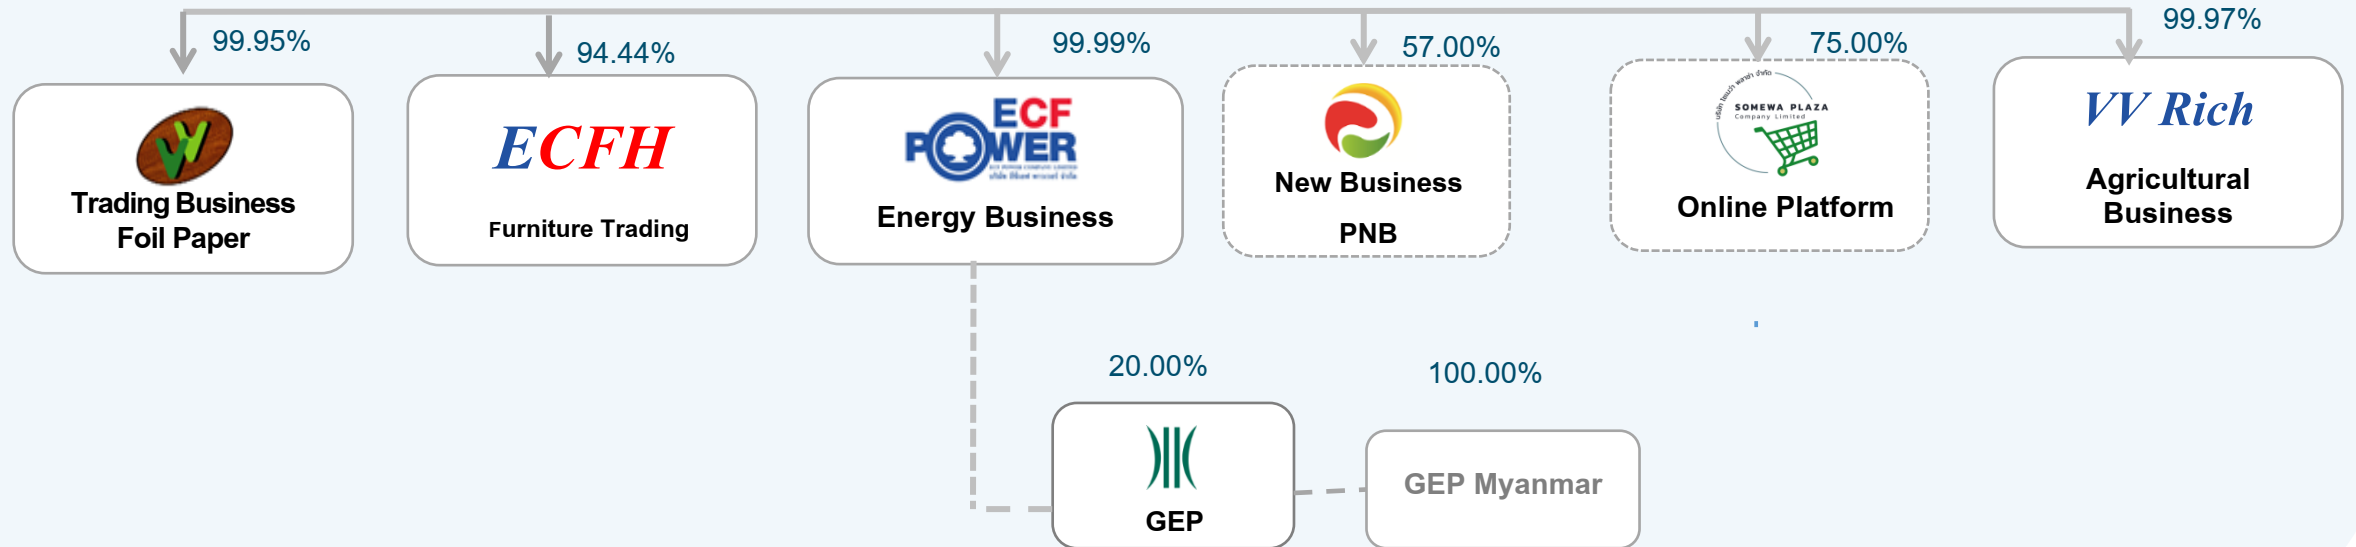 99.95%
94.44%
99.99%
57.00%
75.00%
99.97%
Trading Business
Foil Paper
ECFH
Furniture Trading
ECF
POWER
Energy Business
New Business
PNB
SOMEWA PLAZA
Company Limited
Online Platform
VV Rich
Agricultural
Business
20.00%
100.00%
GEP
GEP Myanmar